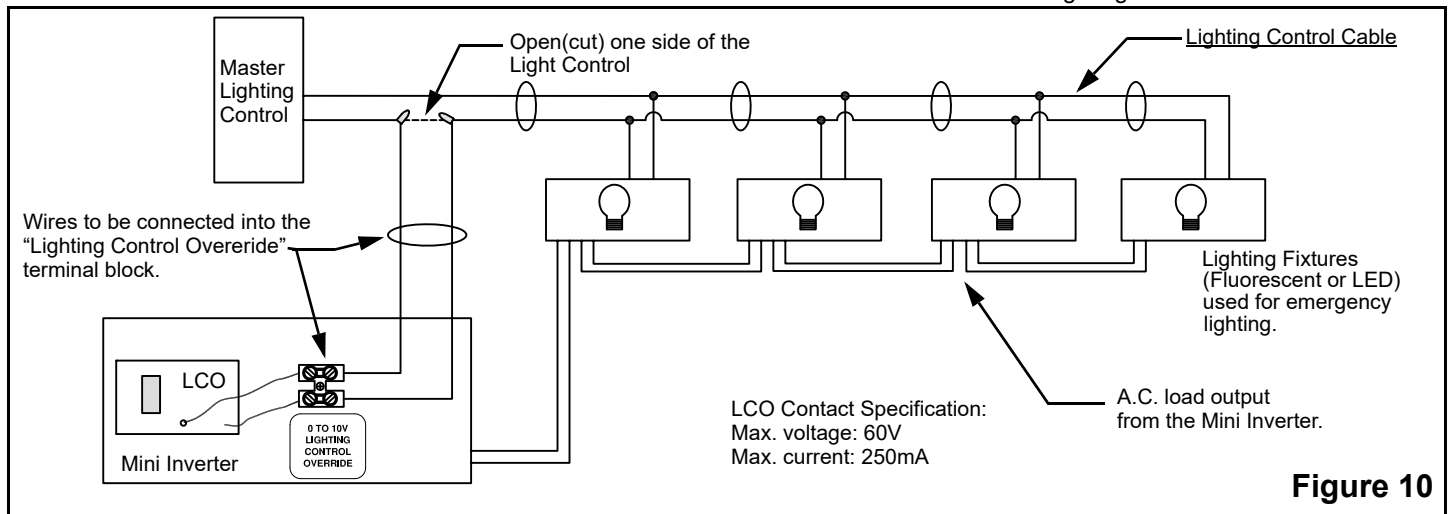 Open(cut) one side of the
Light Control
Lighting Control Cable
Master
Lighting
Control
Wires to be connected into the
“Lighting Control Overeride”
terminal block.
Lighting Fixtures
(Fluorescent or LED)
used for emergency
lighting.
LCO
0 TO 10V
LIGHTING
CONTROL
OVERRIDE
Mini Inverter
LCO Contact Specification:
Max. voltage: 60V
Max. current: 250mA
A.C. load output
from the Mini Inverter.
Figure 10